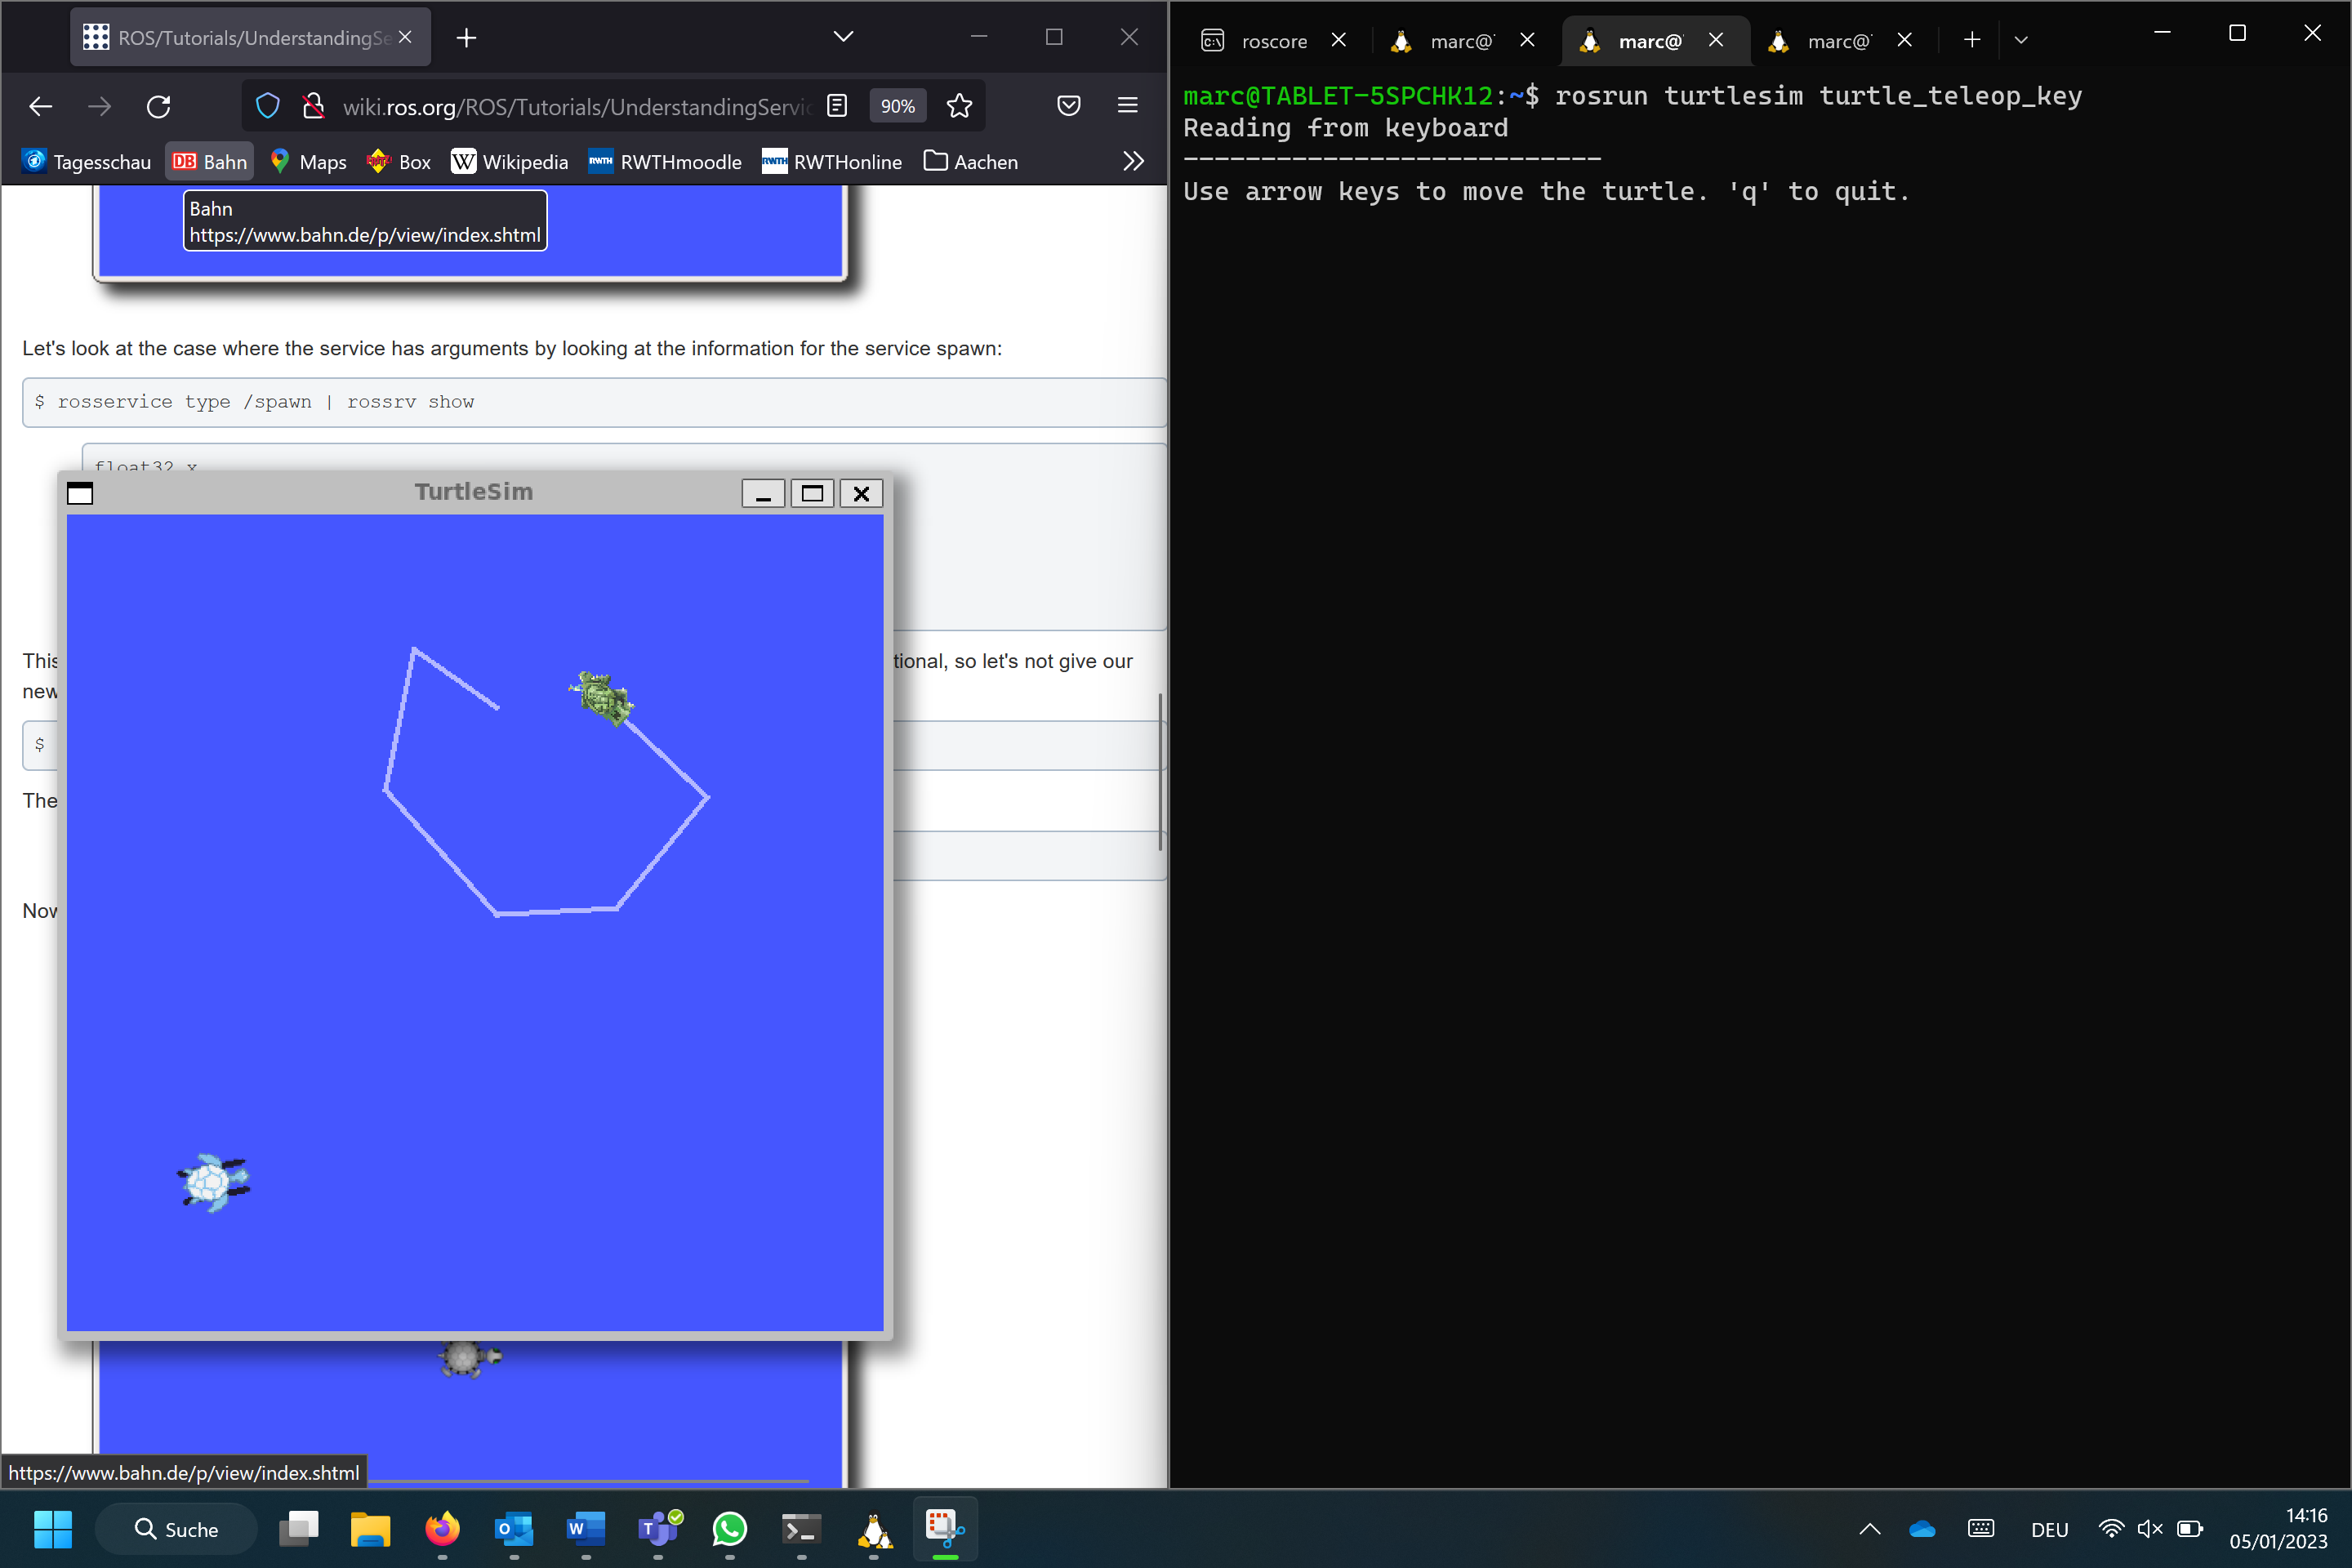 ROS/Tutorials/UnderstandingSe
wiki.ros.org/ROS/Tutorials/UnderstandingServic
90%
Tagesschau
DB Bahn
Maps
Box
W Wikipedia
RWTH RWTHmoodle
RWTH RWTHonline
Aachen
Bahn
https://www.bahn.de/p/view/index.shtml
Let's look at the case where the service has arguments by looking at the information for the service spawn:
$ rosservice type /spawn | rossrv show
float32 x
TurtleSim
This
tional, so let's not give our
new
$
The
Now
https://www.bahn.de/p/view/index.shtml
roscore
marc@
marc@
marc@
marc@TABLET-5SPCHK12:~$ rosrun turtlesim turtle_teleop_key
Reading from keyboard
---------------------------
Use arrow keys to move the turtle. 'q' to quit.
Suche
DEU
14:16
05/01/2023